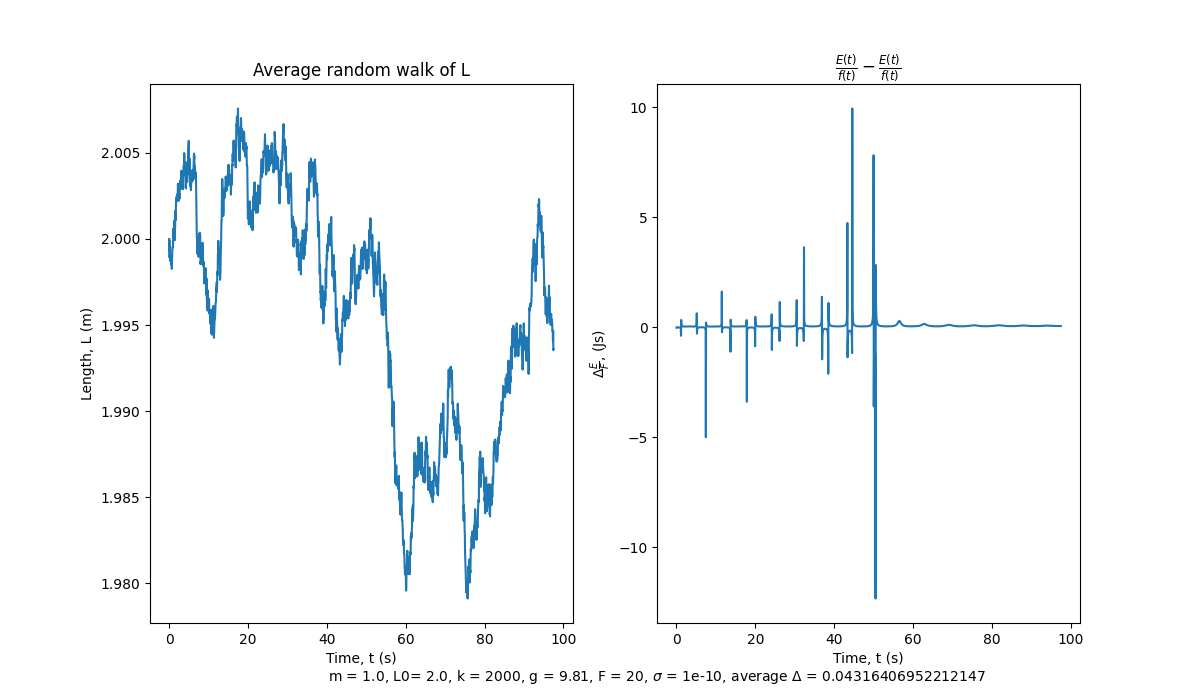 Average random walk of L
2.005
2.000
1.995
1.990
1.985
1.980
Length, L (m)
0 20 40 60 80 100
Time, t (s)
E(t)/f(t) − E(t)/f(t)
10
5
0
−5
−10
Δ E/F, (Js)
0 20 40 60 80 100
Time, t (s)
m = 1.0, L0= 2.0, k = 2000, g = 9.81, F = 20, σ = 1e-10, average Δ = 0.04316406952212147